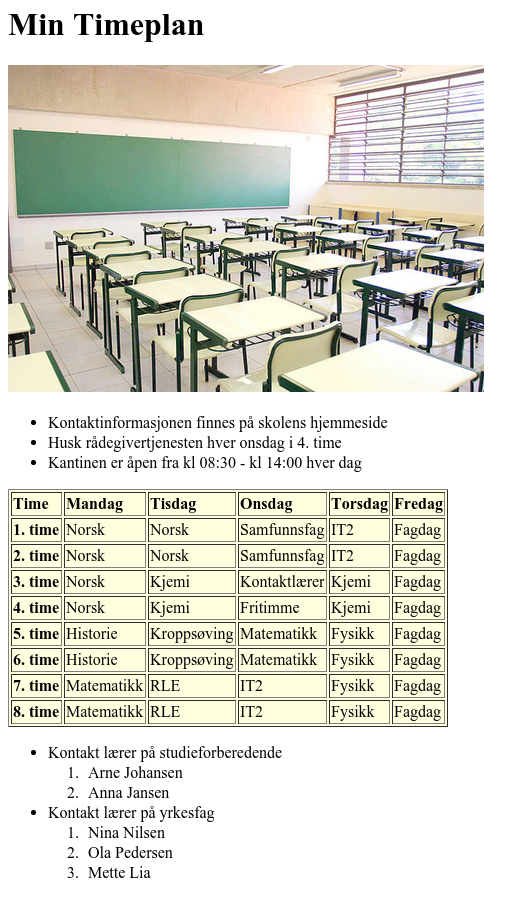 Min Timeplan
Kontaktinformasjonen finnes på skolens hjemmeside
Husk rådegivertjenesten hver onsdag i 4. time
Kantinen er åpen fra kl 08:30 - kl 14:00 hver dag
Time Mandag Tisdag Onsdag Torsdag Fredag
1. time Norsk Norsk Samfunnsfag IT2 Fagdag
2. time Norsk Norsk Samfunnsfag IT2 Fagdag
3. time Norsk Kjemi Kontaktlærer Kjemi Fagdag
4. time Norsk Kjemi Fritimme Kjemi Fagdag
5. time Historie Kroppsøving Matematikk Fysikk Fagdag
6. time Historie Kroppsøving Matematikk Fysikk Fagdag
7. time Matematikk RLE IT2 Fysikk Fagdag
8. time Matematikk RLE IT2 Fysikk Fagdag
Kontakt lærer på studieforberedende
1. Arne Johansen
2. Anna Jansen
Kontakt lærer på yrkesfag
1. Nina Nilsen
2. Ola Pedersen
3. Mette Lia